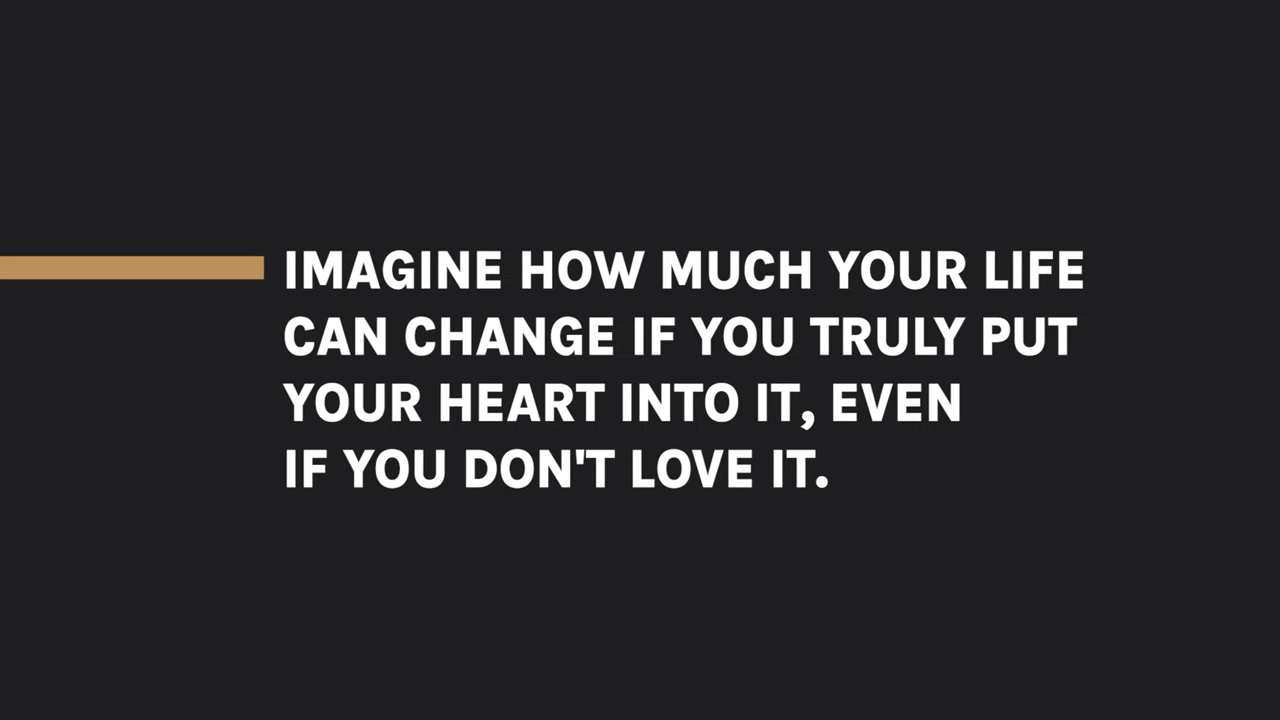 IMAGINE HOW MUCH YOUR LIFE
CAN CHANGE IF YOU TRULY PUT
YOUR HEART INTO IT, EVEN
IF YOU DON'T LOVE IT.